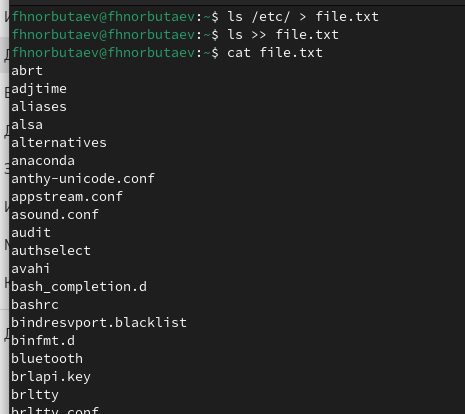 fhnorbutaev@fhnorbutaev:~$ ls /etc/ > file.txt
fhnorbutaev@fhnorbutaev:~$ ls >> file.txt
fhnorbutaev@fhnorbutaev:~$ cat file.txt
abrt
adjtime
aliases
alsa
alternatives
anaconda
anthy-unicode.conf
appstream.conf
asound.conf
audit
authselect
avahi
bash_completion.d
bashrc
bindresvport.blacklist
binfmt.d
bluetooth
brlapi.key
brltty
brltty.conf